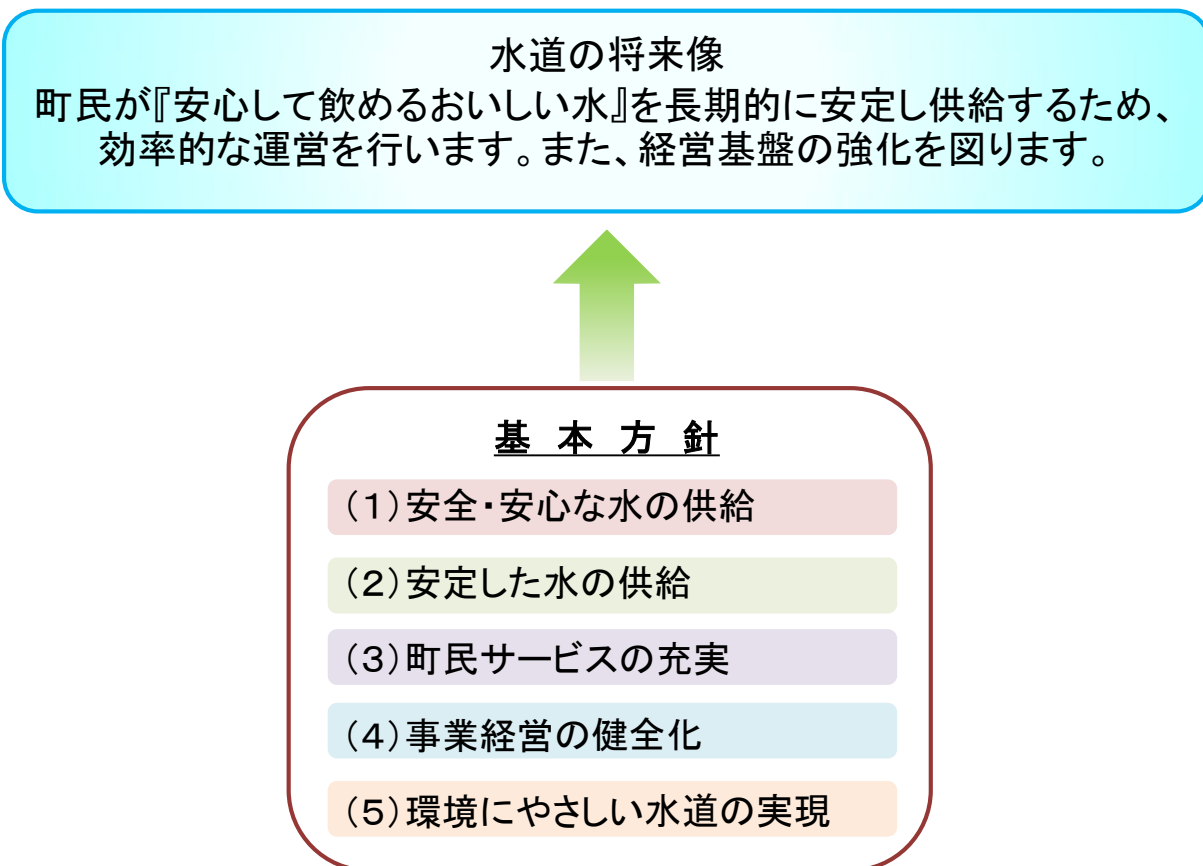 水道の将来像
町民が『安心して飲めるおいしい水』を長期的に安定し供給するため、
効率的な運営を行います。また、経営基盤の強化を図ります。
基 本 方 針
（１）安全・安心な水の供給
（２）安定した水の供給
（３）町民サービスの充実
（４）事業経営の健全化
（５）環境にやさしい水道の実現